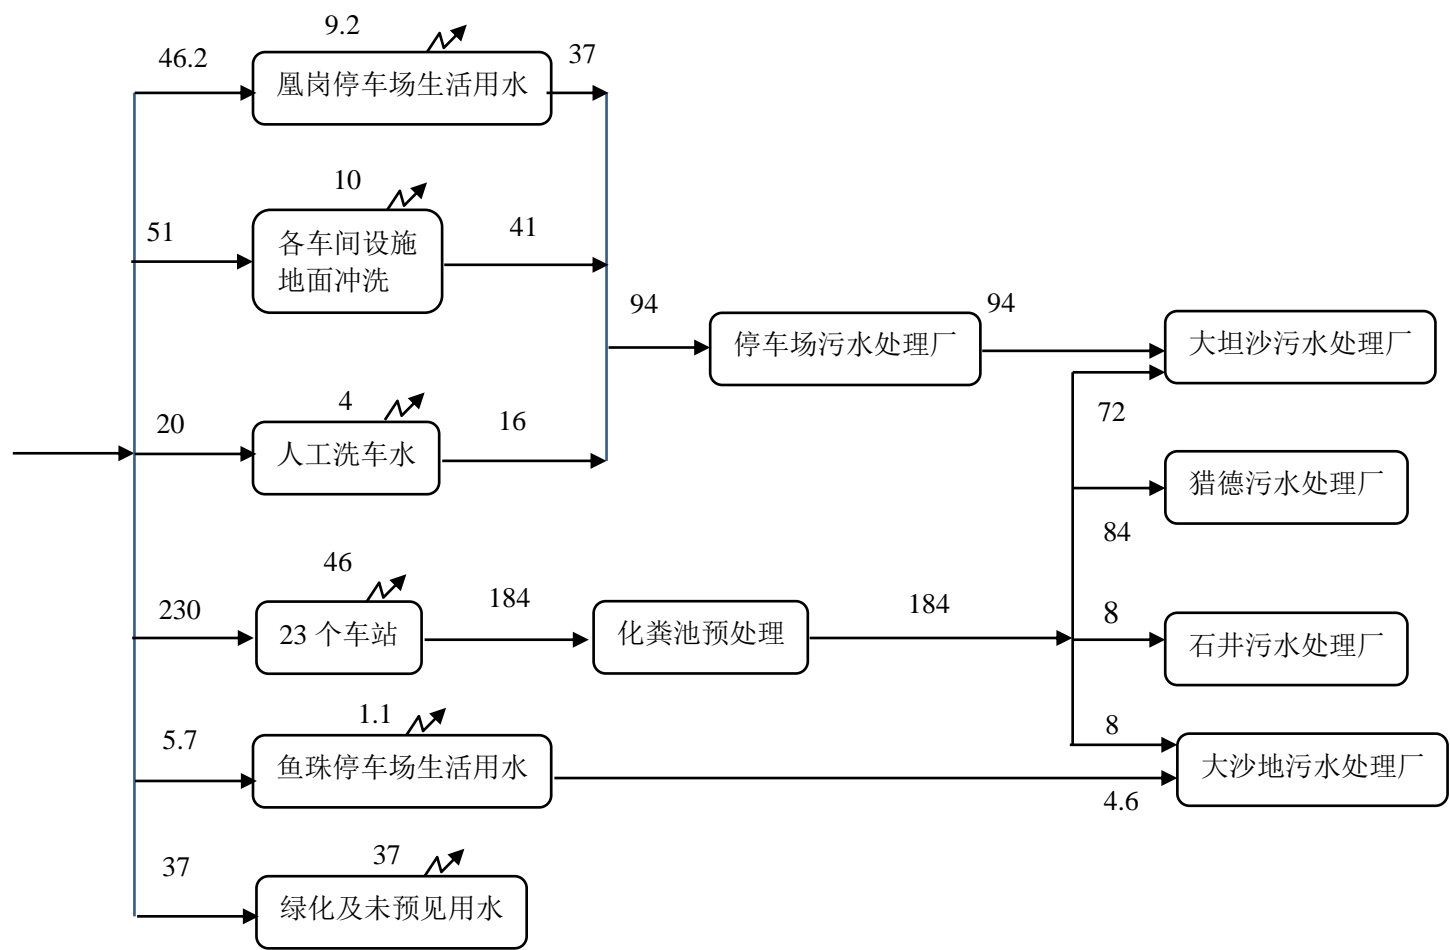 9.2
46.2
凰岗停车场生活用水
37
10
51
各车间设施
地面冲洗
41
94
停车场污水处理厂
94
大坦沙污水处理厂
4
20
人工洗车水
16
72
猎德污水处理厂
84
46
230
23 个车站
184
化粪池预处理
184
8
石井污水处理厂
1.1
5.7
鱼珠停车场生活用水
8
大沙地污水处理厂
4.6
37
37
绿化及未预见用水